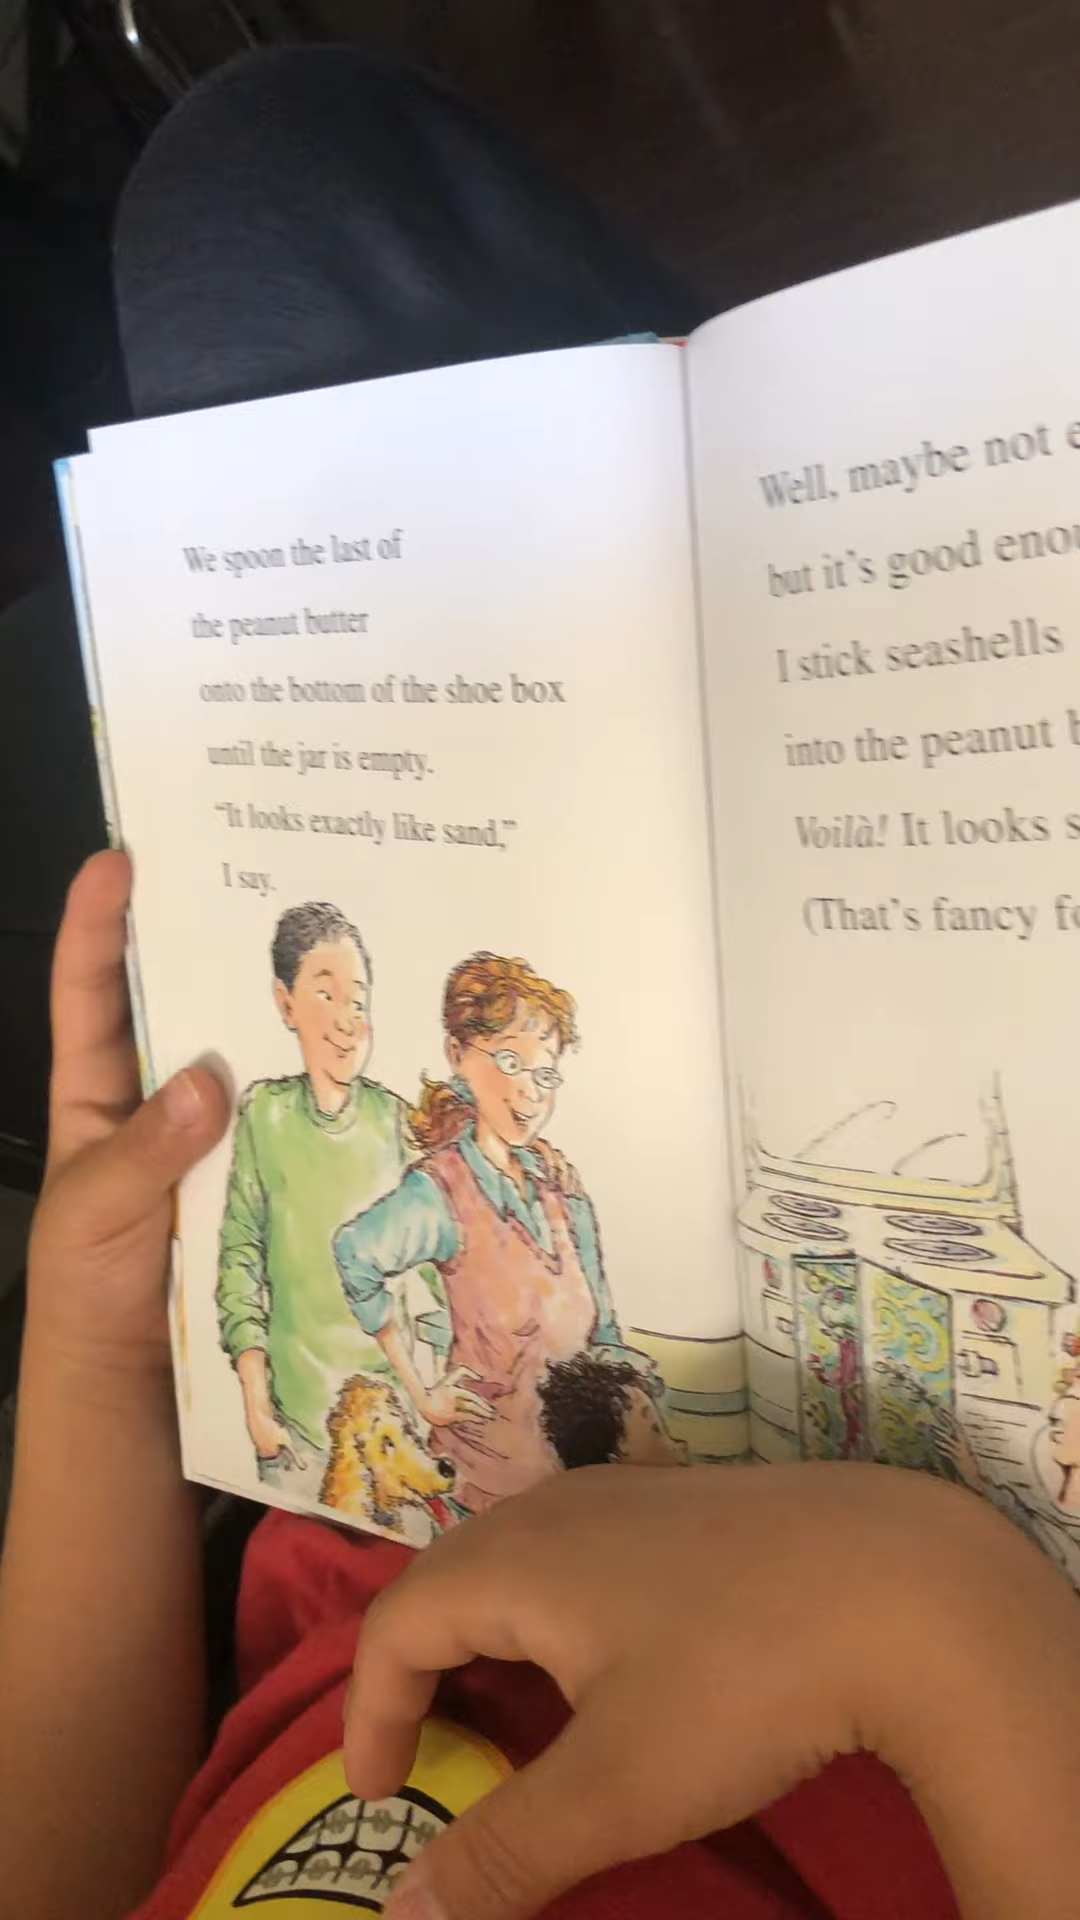 We spoon the last of
the peanut butter
onto the bottom of the shoe box
until the jar is empty.
“It looks exactly like sand,”
I say.
Well, maybe not
but it’s good
I stick seashells
into the peanut
Voilà! It looks
(That’s fancy